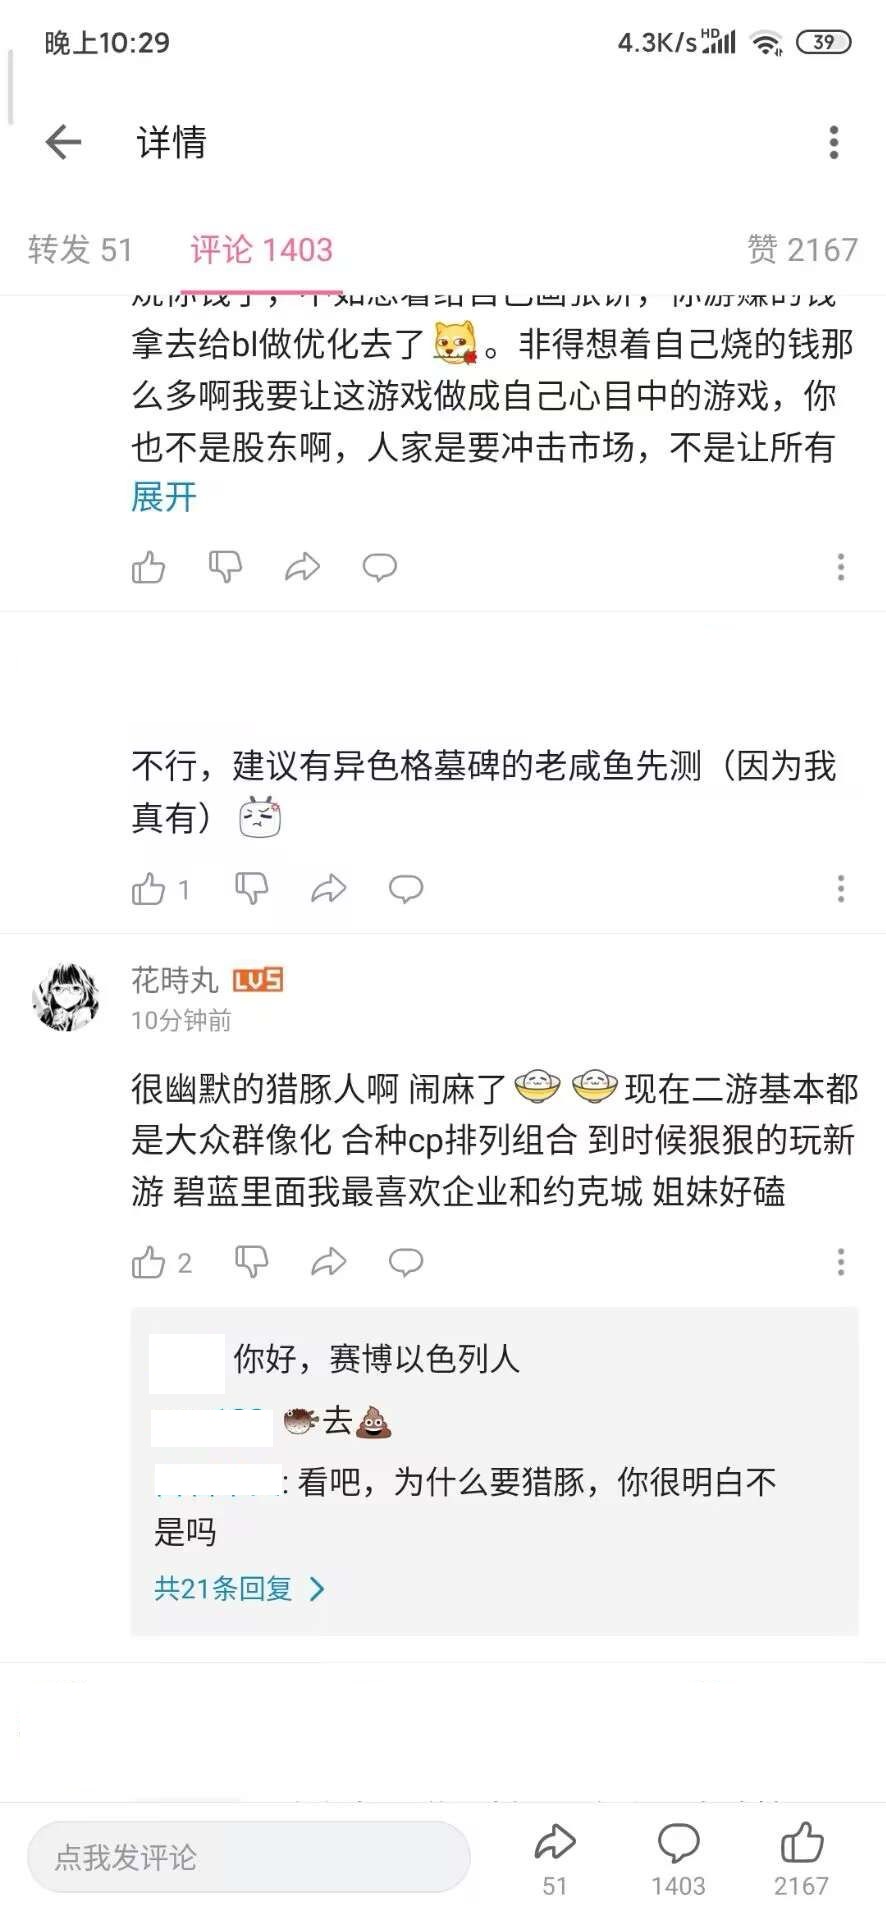 晚上10:29
4.3K/s HD 39
详情
转发 51 评论 1403 赞 2167
拿去给bl做优化去了。非得想着自己烧的钱那
么多啊我要让这游戏做成自己心目中的游戏，你
也不是股东啊，人家是要冲击市场，不是让所有
展开
不行，建议有异色格墓碑的老咸鱼先测（因为我
真有）
1
花時丸 LV5
10分钟前
很幽默的猎豚人啊 闹麻了现在二游基本都
是大众群像化 合种cp排列组合 到时候狠狠的玩新
游 碧蓝里面我最喜欢企业和约克城 姐妹好磕
2
你好，赛博以色列人
去
: 看吧，为什么要猎豚，你很明白不
是吗
共21条回复
点我发评论
51 1403 2167